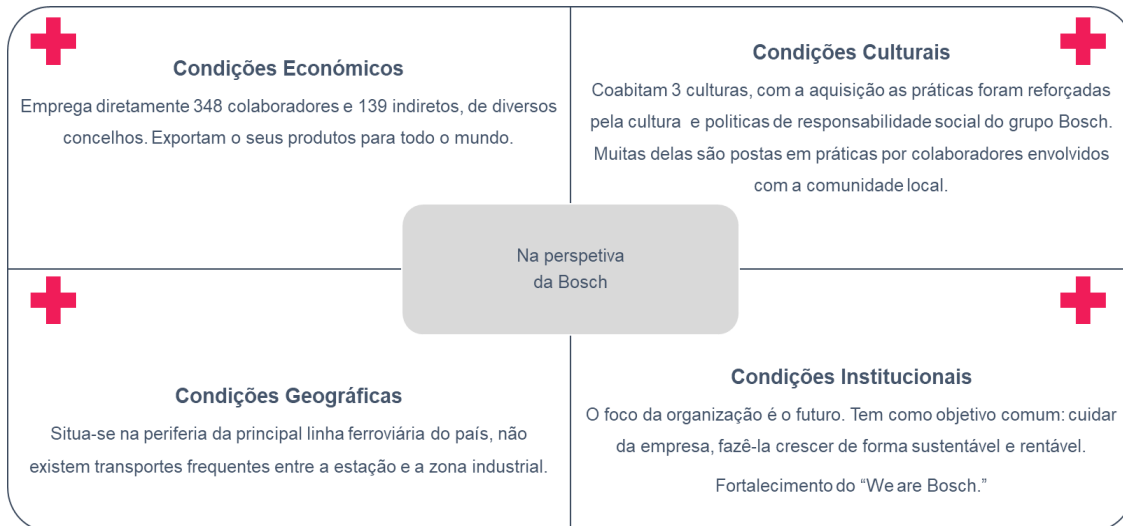 Condições Económicos
Emprega diretamente 348 colaboradores e 139 indiretos, de diversos
concelhos. Exportam o seus produtos para todo o mundo.
Condições Culturais
Coabitam 3 culturas, com a aquisição as práticas foram reforçadas
pela cultura e politicas de responsabilidade social do grupo Bosch.
Muitas delas são postas em práticas por colaboradores envolvidos
com a comunidade local.
Na perspetiva
da Bosch
Condições Geográficas
Situa-se na periferia da principal linha ferroviária do país, não
existem transportes frequentes entre a estação e a zona industrial.
Condições Institucionais
O foco da organização é o futuro. Tem como objetivo comum: cuidar
da empresa, fazê-la crescer de forma sustentável e rentável.
Fortalecimento do “We are Bosch.”